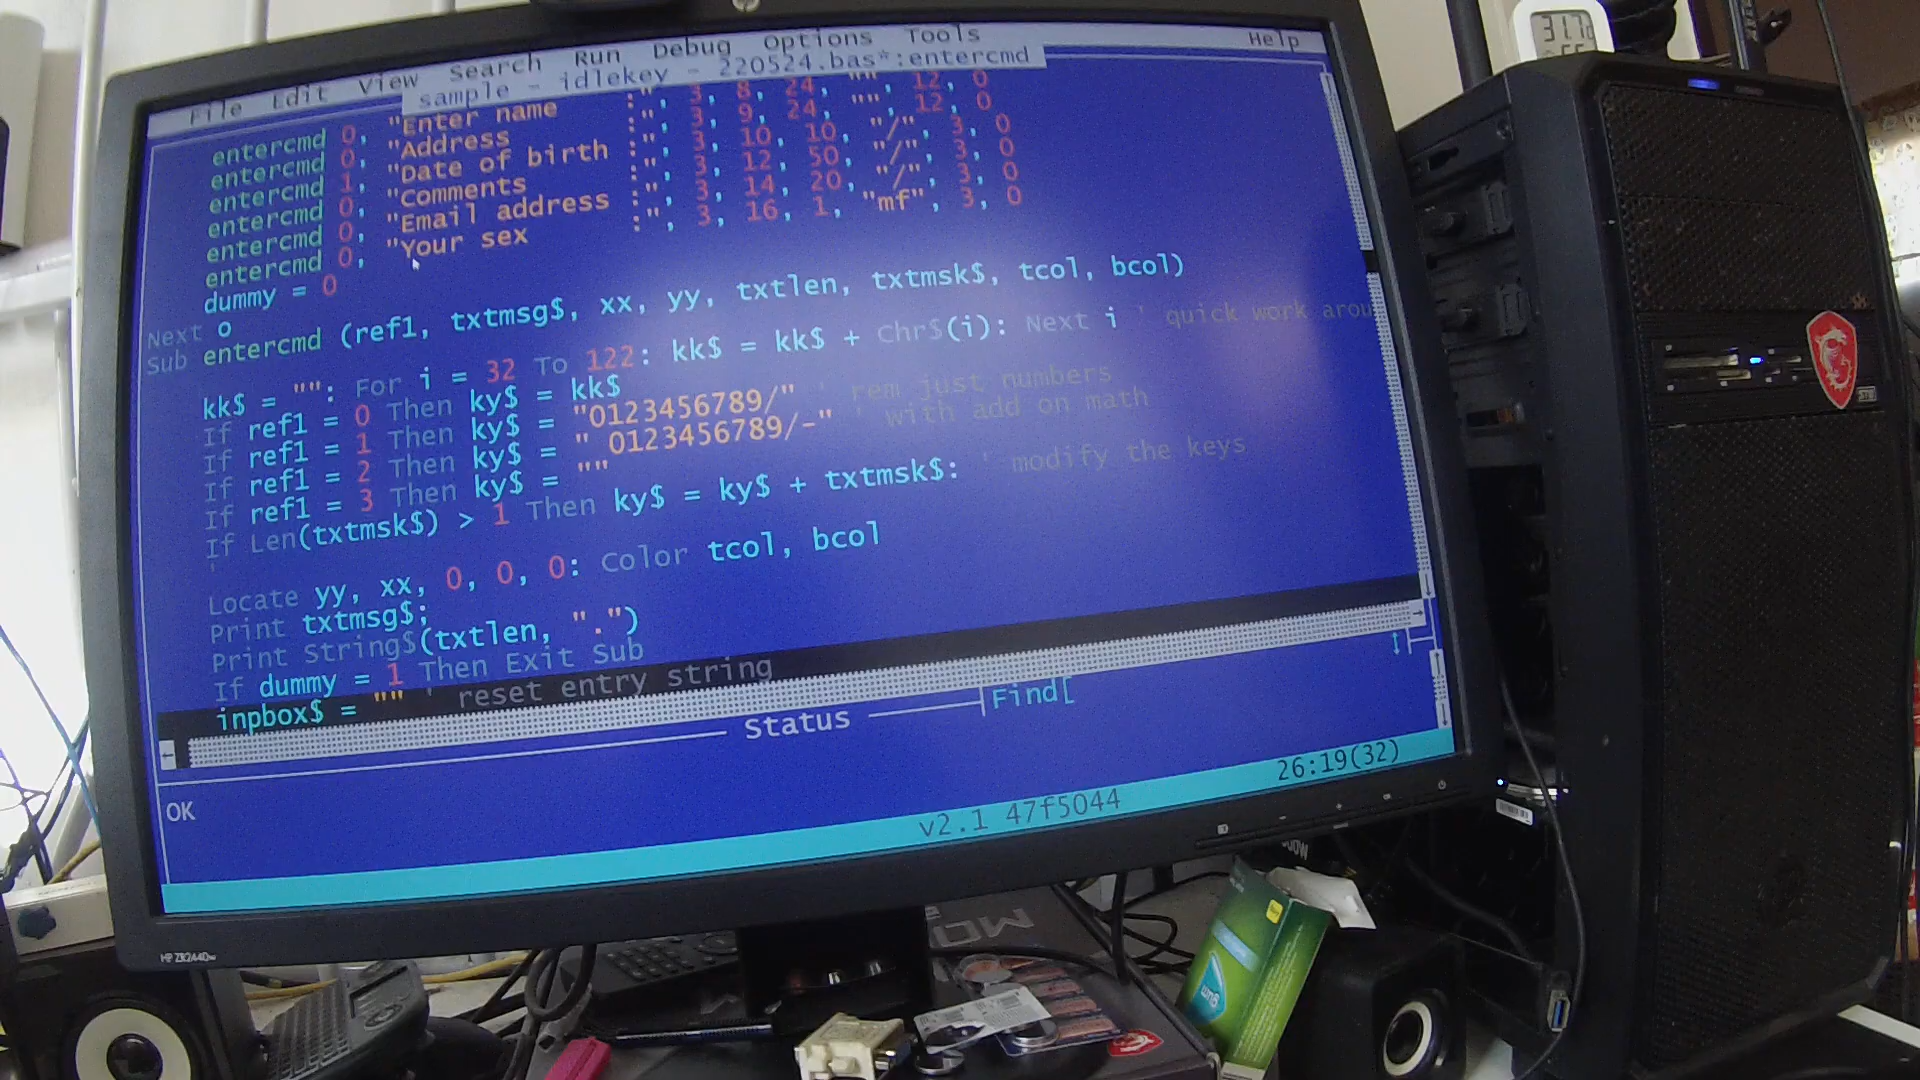 File Edit View Search Run Debug Options Tools Help
sample - idlekey - 220524.bas*:entercmd
entercmd 0, "Enter name :", 3, 8, 24, "", 12, 0
entercmd 0, "Address :", 3, 9, 24, "", 12, 0
entercmd 1, "Date of birth :", 3, 10, 10, "/", 3, 0
entercmd 0, "Comments :", 3, 12, 50, "/", 3, 0
entercmd 0, "Email address :", 3, 14, 20, "/", 3, 0
entercmd 0, "Your sex :", 3, 16, 1, "mf", 3, 0
dummy = 0
Next o
Sub entercmd (ref1, txtmsg$, xx, yy, txtlen, txtmsk$, tcol, bcol)
kk$ = "": For i = 32 To 122: kk$ = kk$ + Chr$(i): Next i ' quick work arou
If ref1 = 0 Then ky$ = kk$
If ref1 = 1 Then ky$ = "0123456789/" ' rem just numbers
If ref1 = 2 Then ky$ = " 0123456789/-" ' with add on math
If ref1 = 3 Then ky$ = ""
If Len(txtmsk$) > 1 Then ky$ = ky$ + txtmsk$: ' modify the keys
'
Locate yy, xx, 0, 0, 0: Color tcol, bcol
Print txtmsg$;
Print String$(txtlen, ".")
If dummy = 1 Then Exit Sub
inpbox$ = "" ' reset entry string
Status
Find[
OK
v2.1 47f5044
26:19(32)
HP ZR2440w
31.7
gum